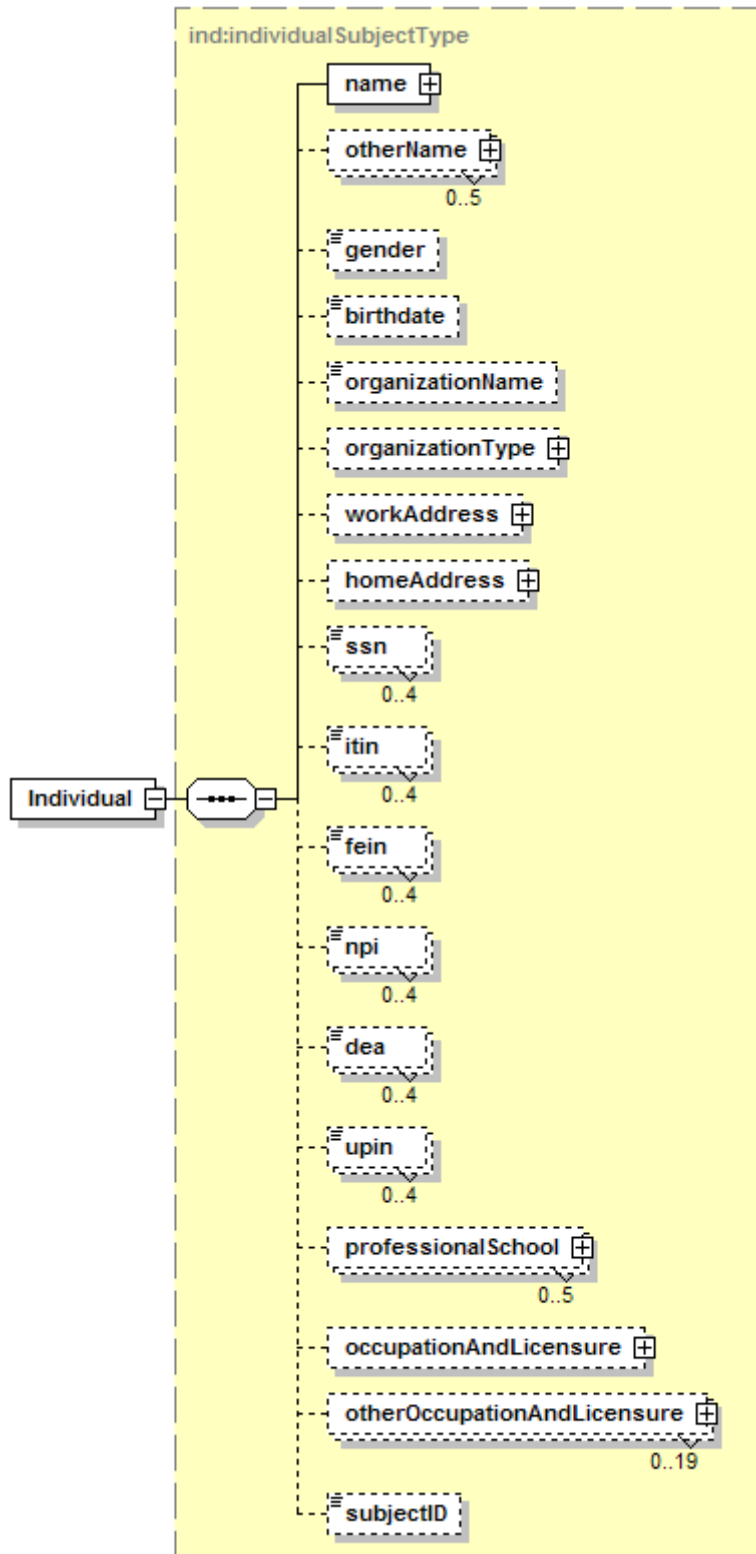 ind:individualSubjectType
name
otherName
0..5
gender
birthdate
organizationName
organizationType
workAddress
homeAddress
ssn
0..4
itin
0..4
Individual
fein
0..4
npi
0..4
dea
0..4
upin
0..4
professionalSchool
0..5
occupationAndLicensure
otherOccupationAndLicensure
0..19
subjectID